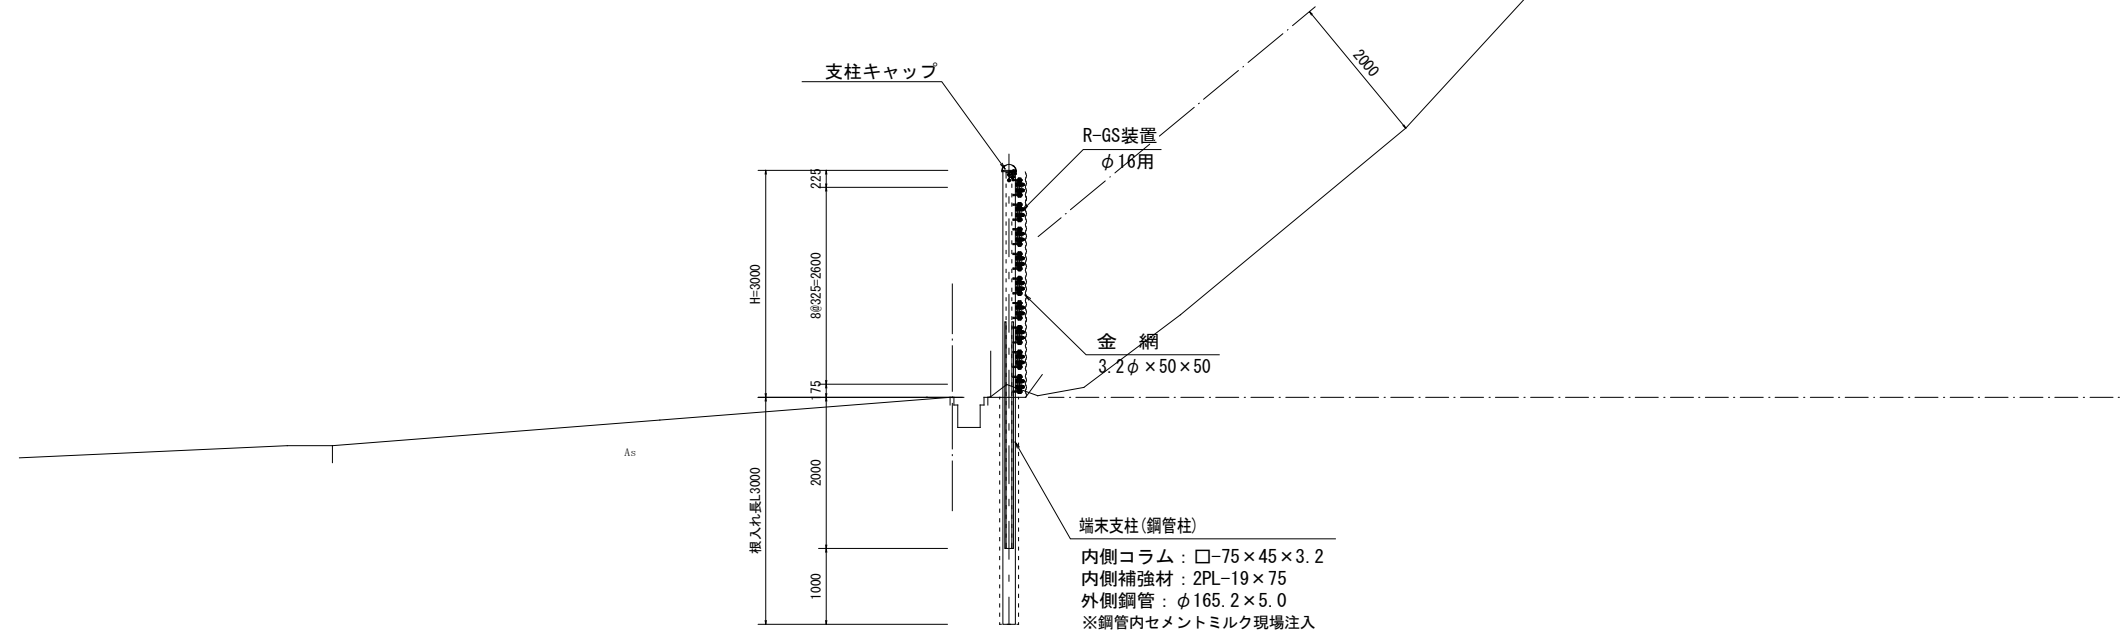 2000
支柱キャップ
R-GS装置
φ16用
225
8@325=2600
H=3000
175
金 網
3.2φ×50×50
As
2000
根入れ長L3000
1000
端末支柱(鋼管柱)
内側コラム：□-75×45×3.2
内側補強材：2PL-19×75
外側鋼管：φ165.2×5.0
※鋼管内セメントミルク現場注入